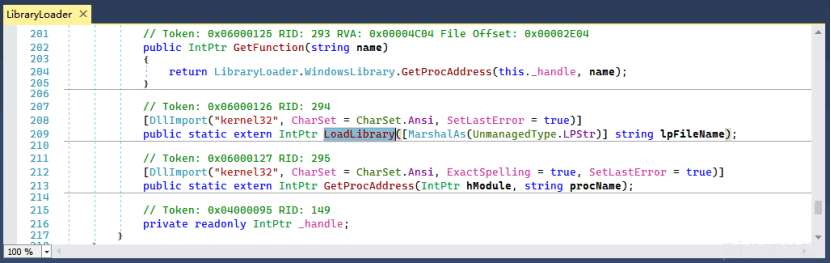 LibraryLoader ×
201 // Token: 0x06000125 RID: 293 RVA: 0x00004C04 File Offset: 0x00002E04
202 public IntPtr GetFunction(string name)
203 {
204 return LibraryLoader.WindowsLibrary.GetProcAddress(this._handle, name);
205 }
206
207 // Token: 0x06000126 RID: 294
208 [DllImport("kernel32", CharSet = CharSet.Ansi, SetLastError = true)]
209 public static extern IntPtr LoadLibrary([MarshalAs(UnmanagedType.LPStr)] string lpFileName);
210
211 // Token: 0x06000127 RID: 295
212 [DllImport("kernel32", CharSet = CharSet.Ansi, ExactSpelling = true, SetLastError = true)]
213 public static extern IntPtr GetProcAddress(IntPtr hModule, string procName);
214
215 // Token: 0x04000095 RID: 149
216 private readonly IntPtr _handle;
217 }
218 }
100 %